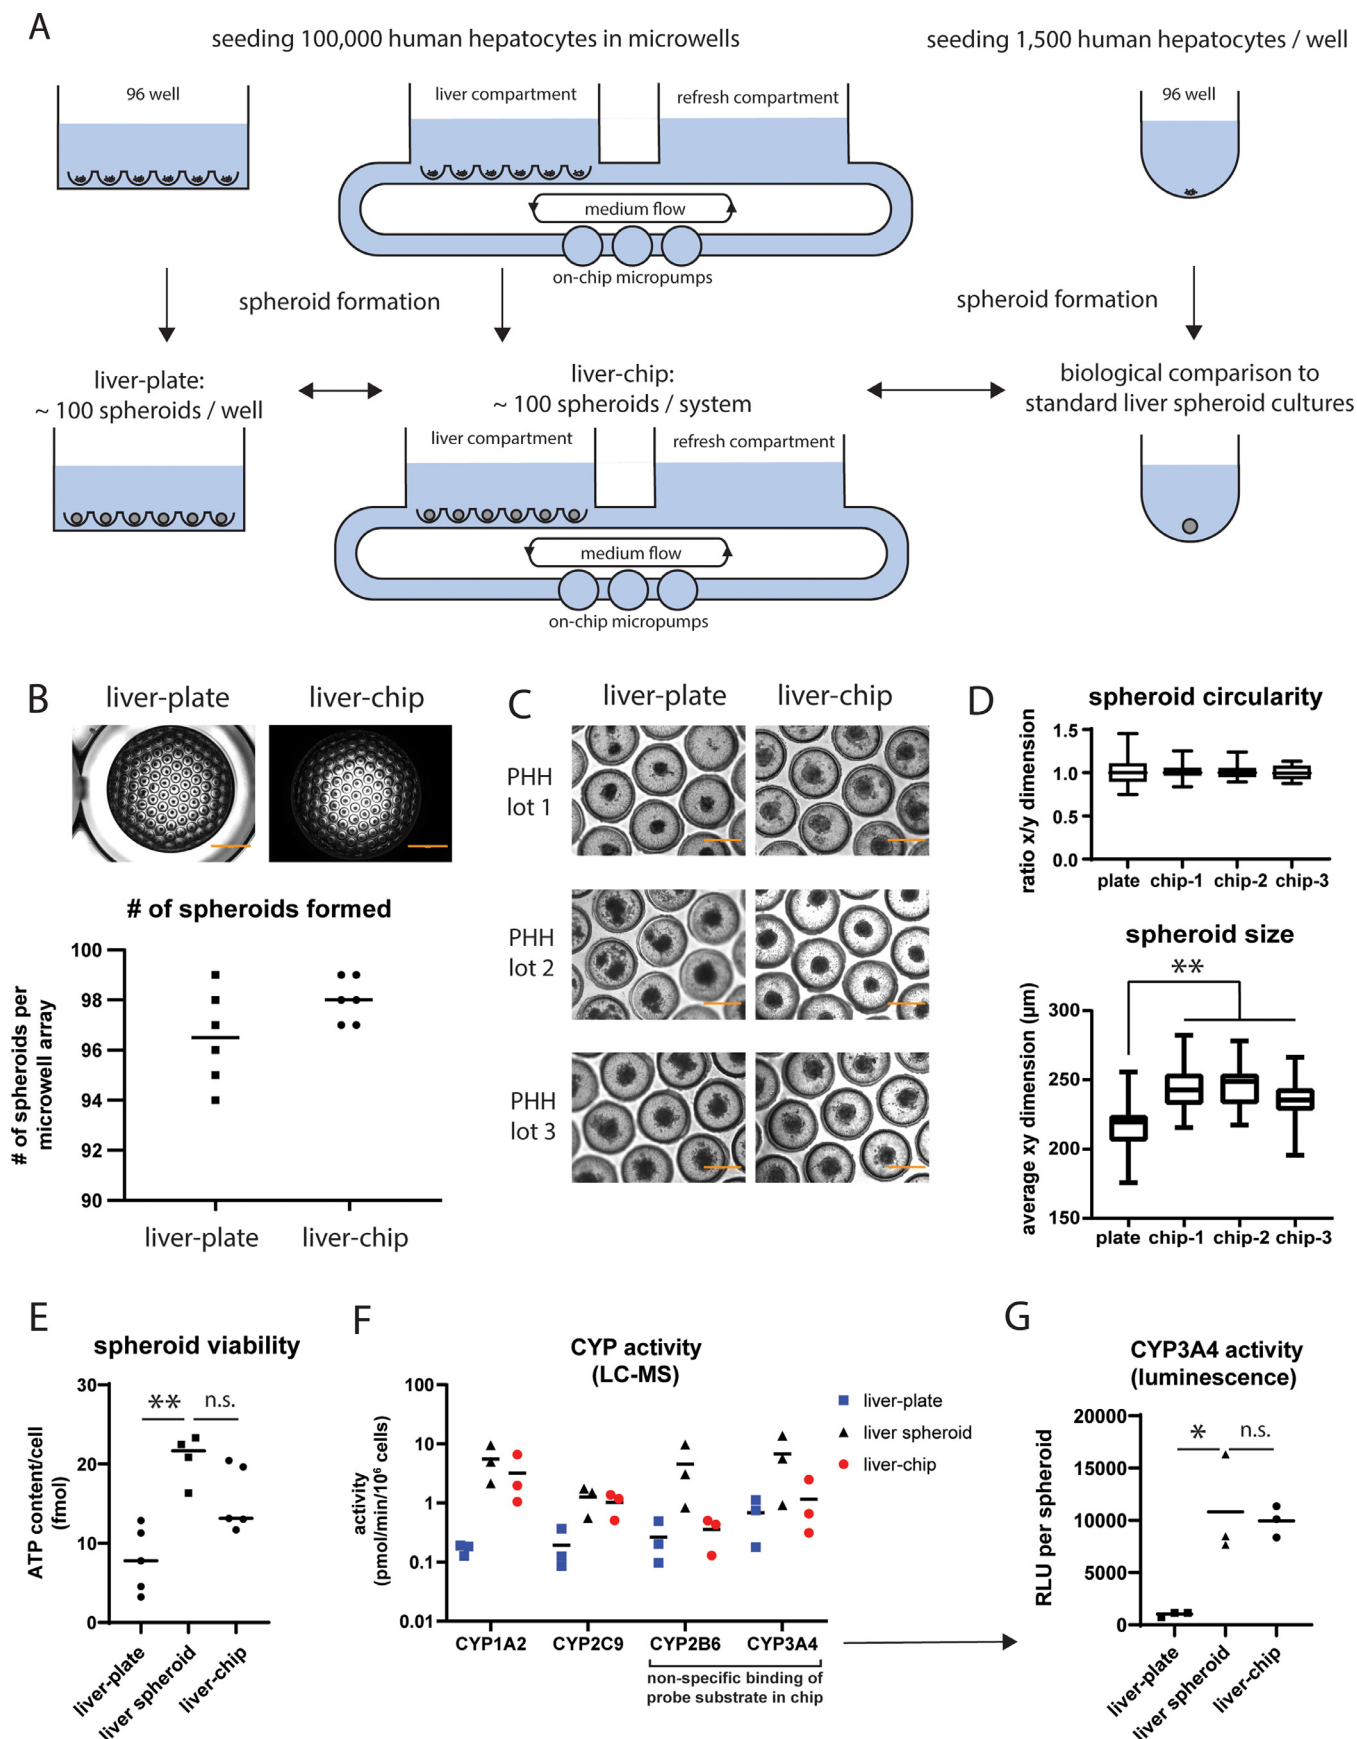 A
seeding 100,000 human hepatocytes in microwells
seeding 1,500 human hepatocytes / well
96 well
liver compartment
refresh compartment
96 well
medium flow
on-chip micropumps
spheroid formation
spheroid formation
liver-plate:
~ 100 spheroids / well
liver-chip:
~ 100 spheroids / system
biological comparison to
standard liver spheroid cultures
liver compartment
refresh compartment
medium flow
on-chip micropumps
B
liver-plate
liver-chip
# of spheroids formed
# of spheroids per
microwell array
100
98
96
94
92
90
liver-plate
liver-chip
C
liver-plate
liver-chip
PHH
lot 1
PHH
lot 2
PHH
lot 3
D
spheroid circularity
ratio x/y dimension
1.5
1.0
0.5
0.0
plate
chip-1
chip-2
chip-3
spheroid size
**
average xy dimension (µm)
300
250
200
150
plate
chip-1
chip-2
chip-3
E
spheroid viability
ATP content/cell
(fmol)
30
20
10
0
**
n.s.
liver-plate
liver spheroid
liver-chip
F
CYP activity
(LC-MS)
activity
(pmol/min/10⁶ cells)
100
10
1
0.1
0.01
CYP1A2
CYP2C9
CYP2B6
CYP3A4
non-specific binding of
probe substrate in chip
liver-plate
liver spheroid
liver-chip
G
CYP3A4 activity
(luminescence)
RLU per spheroid
20000
15000
10000
5000
0
*
n.s.
liver-plate
liver spheroid
liver-chip